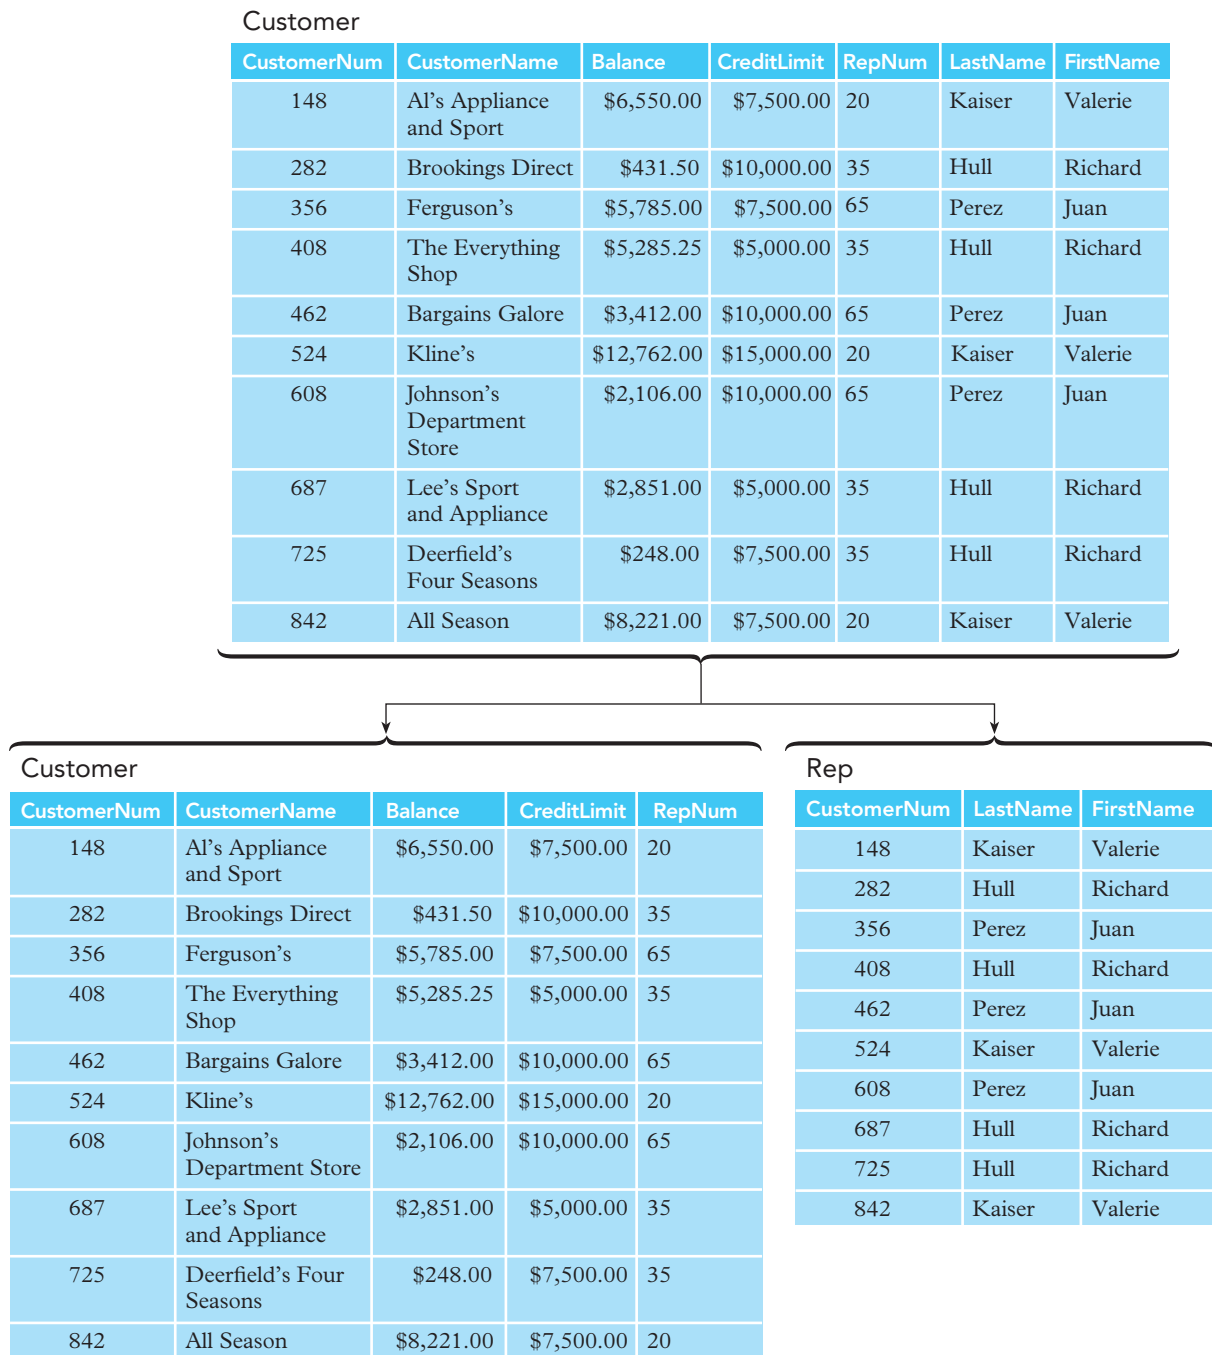 Customer
CustomerNum CustomerName Balance CreditLimit RepNum LastName FirstName
148 Al’s Appliance $6,550.00 $7,500.00 20 Kaiser Valerie
and Sport
282 Brookings Direct $431.50 $10,000.00 35 Hull Richard
356 Ferguson’s $5,785.00 $7,500.00 65 Perez Juan
408 The Everything $5,285.25 $5,000.00 35 Hull Richard
Shop
462 Bargains Galore $3,412.00 $10,000.00 65 Perez Juan
524 Kline’s $12,762.00 $15,000.00 20 Kaiser Valerie
608 Johnson’s $2,106.00 $10,000.00 65 Perez Juan
Department
Store
687 Lee’s Sport $2,851.00 $5,000.00 35 Hull Richard
and Appliance
725 Deerfield’s $248.00 $7,500.00 35 Hull Richard
Four Seasons
842 All Season $8,221.00 $7,500.00 20 Kaiser Valerie
Customer
CustomerNum CustomerName Balance CreditLimit RepNum
148 Al’s Appliance $6,550.00 $7,500.00 20
and Sport
282 Brookings Direct $431.50 $10,000.00 35
356 Ferguson’s $5,785.00 $7,500.00 65
408 The Everything $5,285.25 $5,000.00 35
Shop
462 Bargains Galore $3,412.00 $10,000.00 65
524 Kline’s $12,762.00 $15,000.00 20
608 Johnson’s $2,106.00 $10,000.00 65
Department Store
687 Lee’s Sport $2,851.00 $5,000.00 35
and Appliance
725 Deerfield’s Four $248.00 $7,500.00 35
Seasons
842 All Season $8,221.00 $7,500.00 20
Rep
CustomerNum LastName FirstName
148 Kaiser Valerie
282 Hull Richard
356 Perez Juan
408 Hull Richard
462 Perez Juan
524 Kaiser Valerie
608 Perez Juan
687 Hull Richard
725 Hull Richard
842 Kaiser Valerie